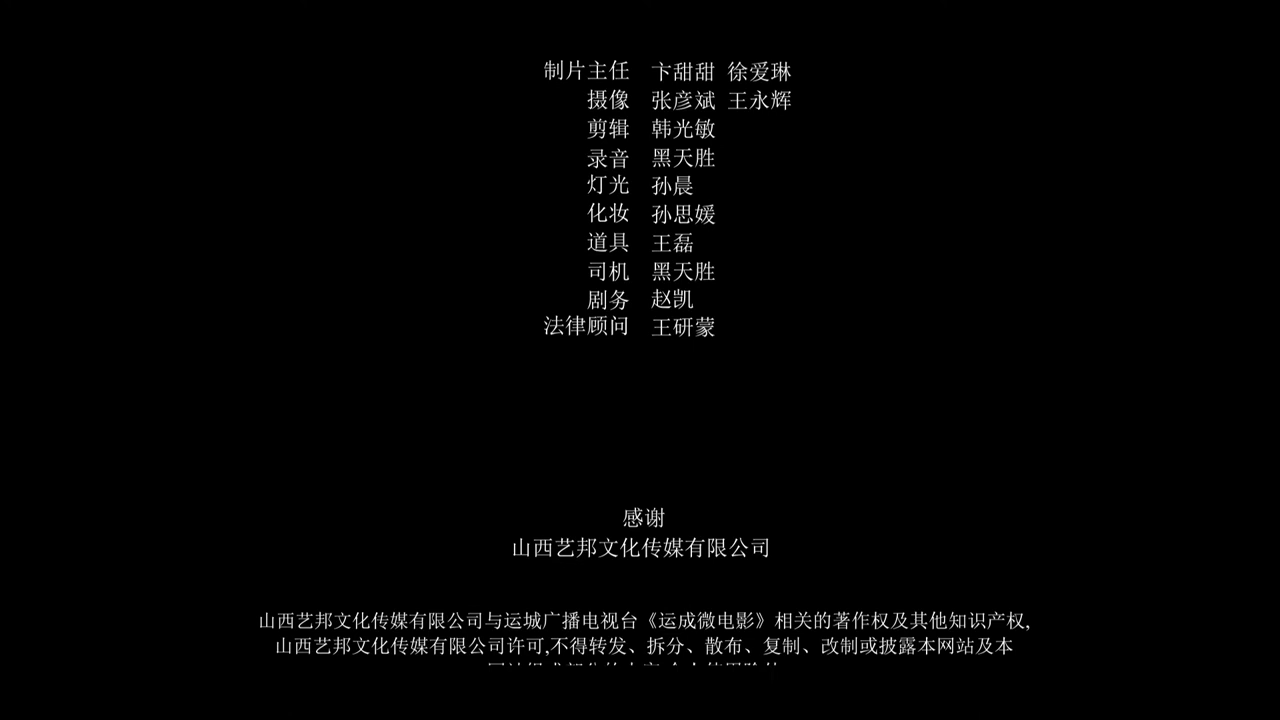 制片主任 卞甜甜 徐爱琳
摄像 张彦斌 王永辉
剪辑 韩光敏
录音 黑天胜
灯光 孙晨
化妆 孙思媛
道具 王磊
司机 黑天胜
剧务 赵凯
法律顾问 王研蒙
感谢
山西艺邦文化传媒有限公司
山西艺邦文化传媒有限公司与运城广播电视台《运成微电影》相关的著作权及其他知识产权,
山西艺邦文化传媒有限公司许可,不得转发、拆分、散布、复制、改制或披露本网站及本